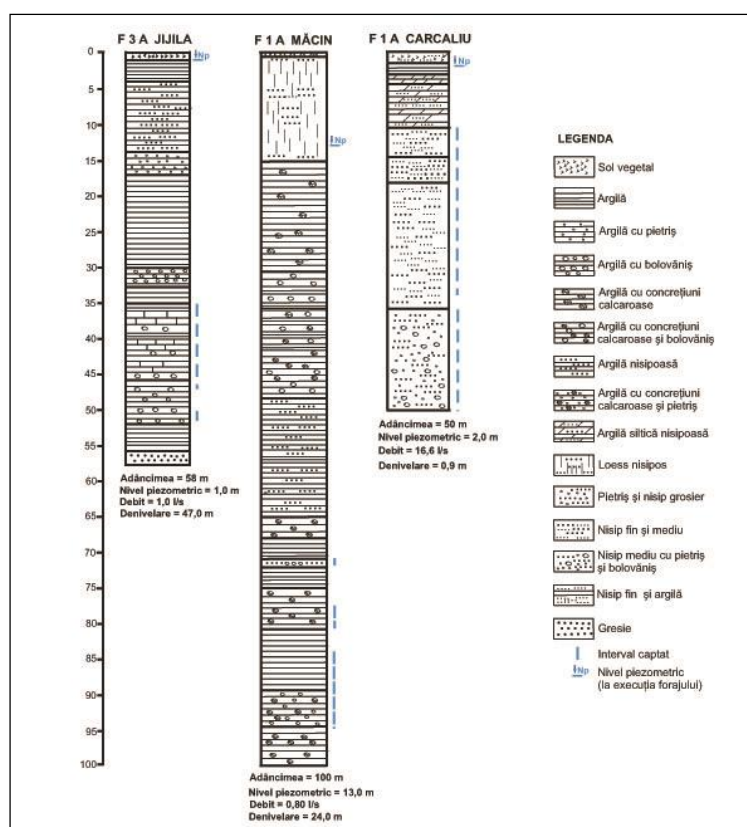 F 3 A JIJILA
F 1 A MĂCIN
F 1 A CARCALIU
0
5
10
15
20
25
30
35
40
45
50
55
60
65
70
75
80
85
90
95
100
Np
Np
Np
Adâncimea = 58 m
Nivel piezometric = 1,0 m
Debit = 1,0 l/s
Denivelare = 47,0 m
Adâncimea = 100 m
Nivel piezometric = 13,0 m
Debit = 0,80 l/s
Denivelare = 24,0 m
Adâncimea = 50 m
Nivel piezometric = 2,0 m
Debit = 16,6 l/s
Denivelare = 0,9 m
LEGENDA
Sol vegetal
Argilă
Argilă cu pietriș
Argilă cu bolovăniș
Argilă cu concrețiuni
calcaroase
Argilă cu concrețiuni
calcaroase și bolovăniș
Argilă nisipoasă
Argilă cu concrețiuni
calcaroase și pietriș
Argilă siltică nisipoasă
Loess nisipos
Pietriș și nisip grosier
Nisip fin și mediu
Nisip mediu cu pietriș
și bolovăniș
Nisip fin și argilă
Gresie
Interval captat
Np
Nivel piezometric
(la execuția forajului)